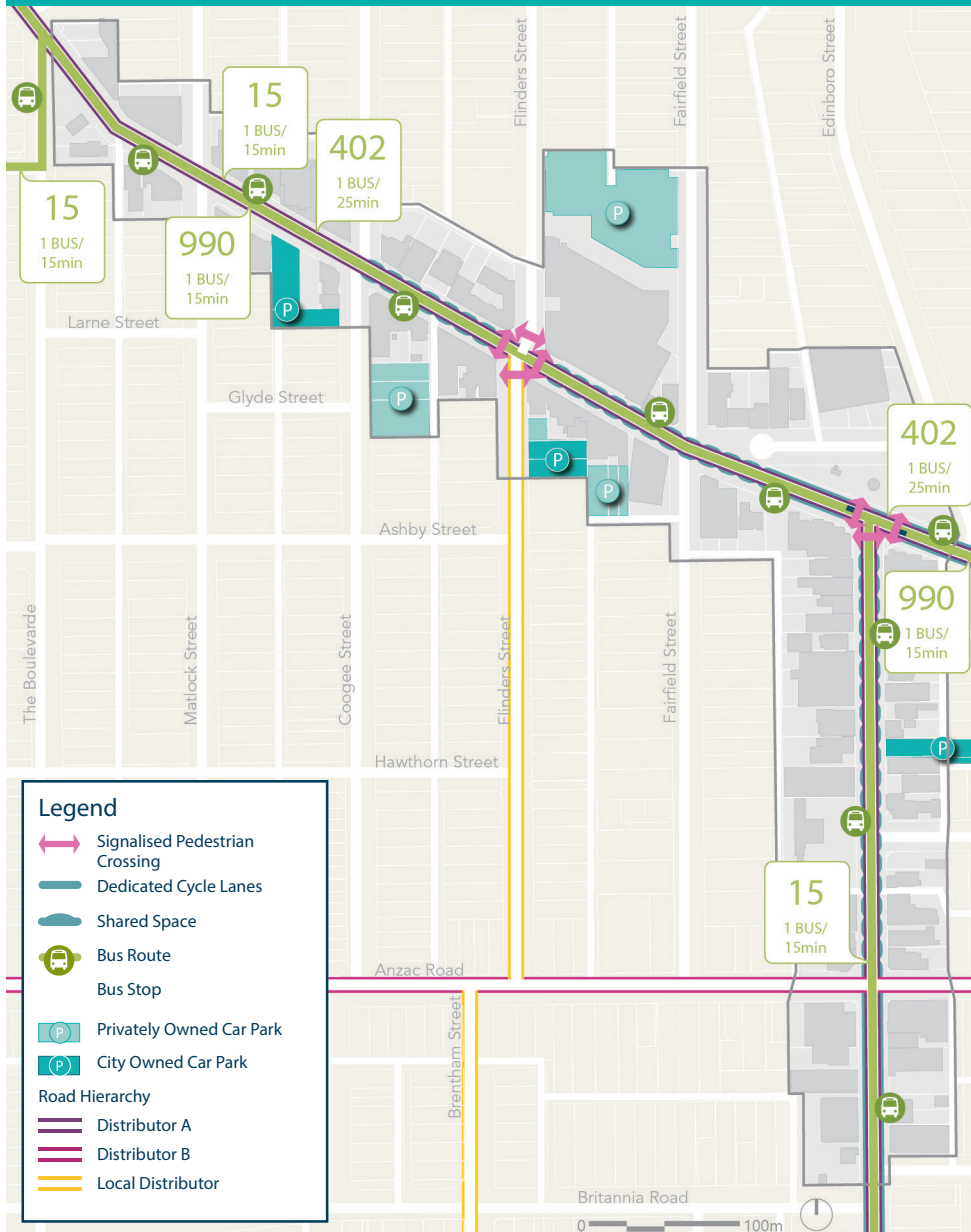 Flinders Street
Fairfield Street
Edinboro Street
15
1 BUS/
15min
402
1 BUS/
25min
15
1 BUS/
15min
990
1 BUS/
15min
P
P
Larne Street
Glyde Street
P
402
1 BUS/
25min
P
P
Ashby Street
990
1 BUS/
15min
The Boulevarde
Matlock Street
Coogee Street
Flinders Street
Fairfield Street
P
Hawthorn Street
Legend
Signalised Pedestrian
Crossing
Dedicated Cycle Lanes
Shared Space
Bus Route
Bus Stop
P
Privately Owned Car Park
P
City Owned Car Park
Road Hierarchy
Distributor A
Distributor B
Local Distributor
15
1 BUS/
15min
Anzac Road
Brentham Street
Britannia Road
0
100m